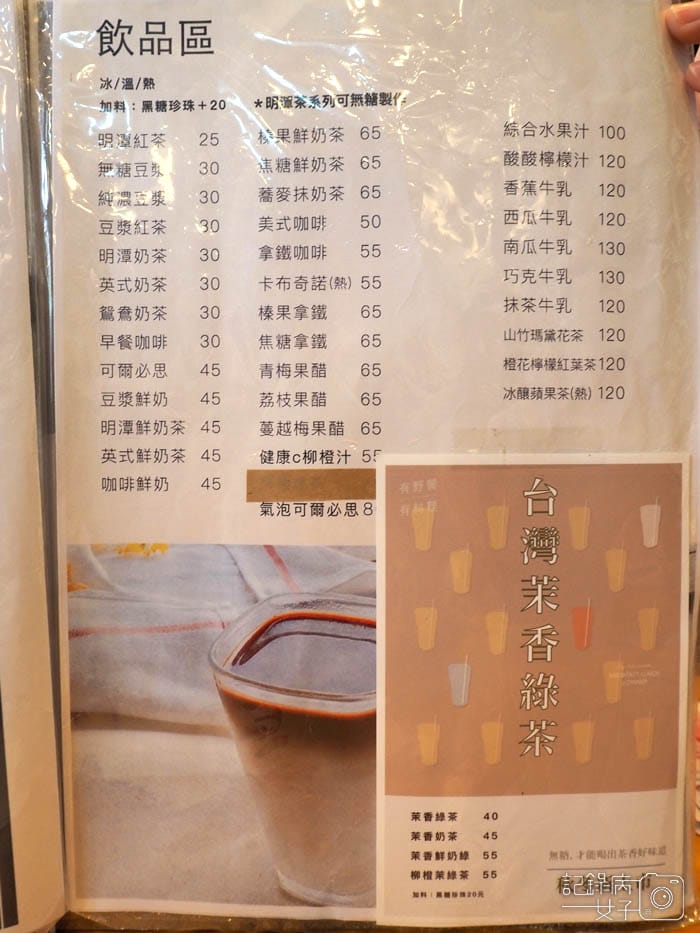 飲品區
冰/溫/熱
加料：黑糖珍珠＋20
＊明潭茶系列可無糖製作
明潭紅茶 25
無糖豆漿 30
純濃豆漿 30
豆漿紅茶 30
明潭奶茶 30
英式奶茶 30
鴛鴦奶茶 30
早餐咖啡 30
可爾必思 45
豆漿鮮奶 45
明潭鮮奶茶 45
英式鮮奶茶 45
咖啡鮮奶 45
榛果鮮奶茶 65
焦糖鮮奶茶 65
蕎麥抹奶茶 65
美式咖啡 50
拿鐵咖啡 55
卡布奇諾(熱) 55
榛果拿鐵 65
焦糖拿鐵 65
青梅果醋 65
荔枝果醋 65
蔓越梅果醋 65
健康c柳橙汁 55
氣泡可爾必思8
綜合水果汁 100
酸酸檸檬汁 120
香蕉牛乳 120
西瓜牛乳 120
南瓜牛乳 130
巧克牛乳 130
抹茶牛乳 120
山竹瑪黛花茶 120
橙花檸檬紅葉茶120
冰釀蘋果茶(熱) 120
有野餐
有料理
台灣茉香綠茶
茉香綠茶 40
茉香奶茶 45
茉香鮮奶綠 55
柳橙茉綠茶 55
加料：黑糖珍珠20元
無糖，才能喝出茶香好味道
記錄肉女子